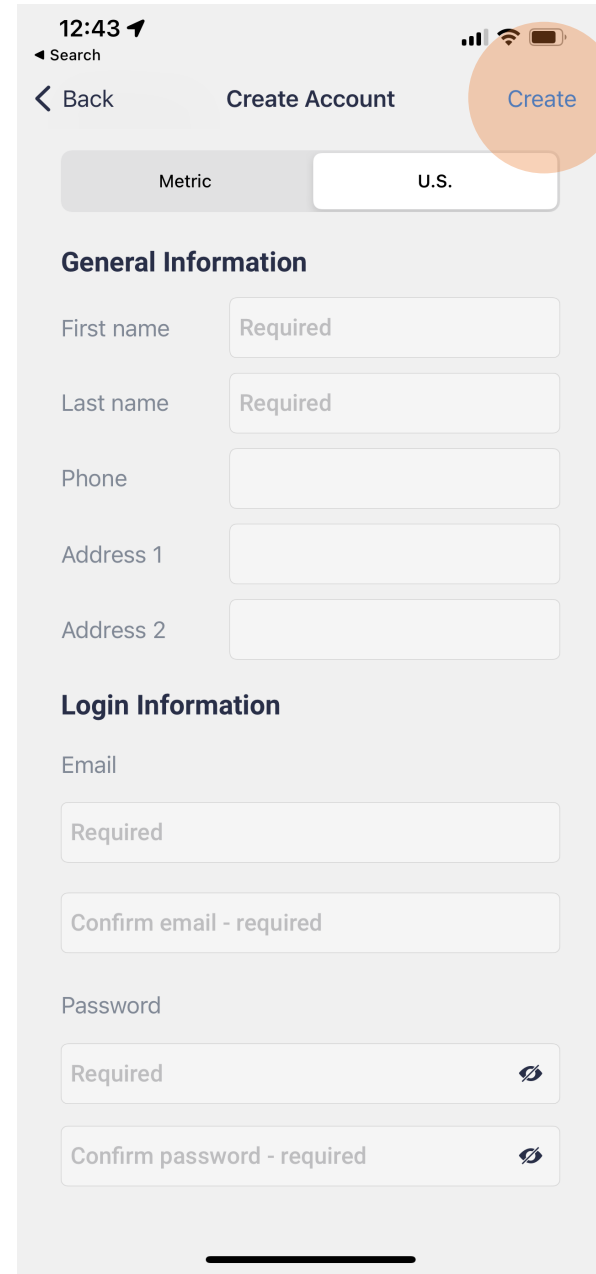 12:43
◀ Search
Back Create Account Create
Metric U.S.
General Information
First name Required
Last name Required
Phone
Address 1
Address 2
Login Information
Email
Required
Confirm email - required
Password
Required
Confirm password - required